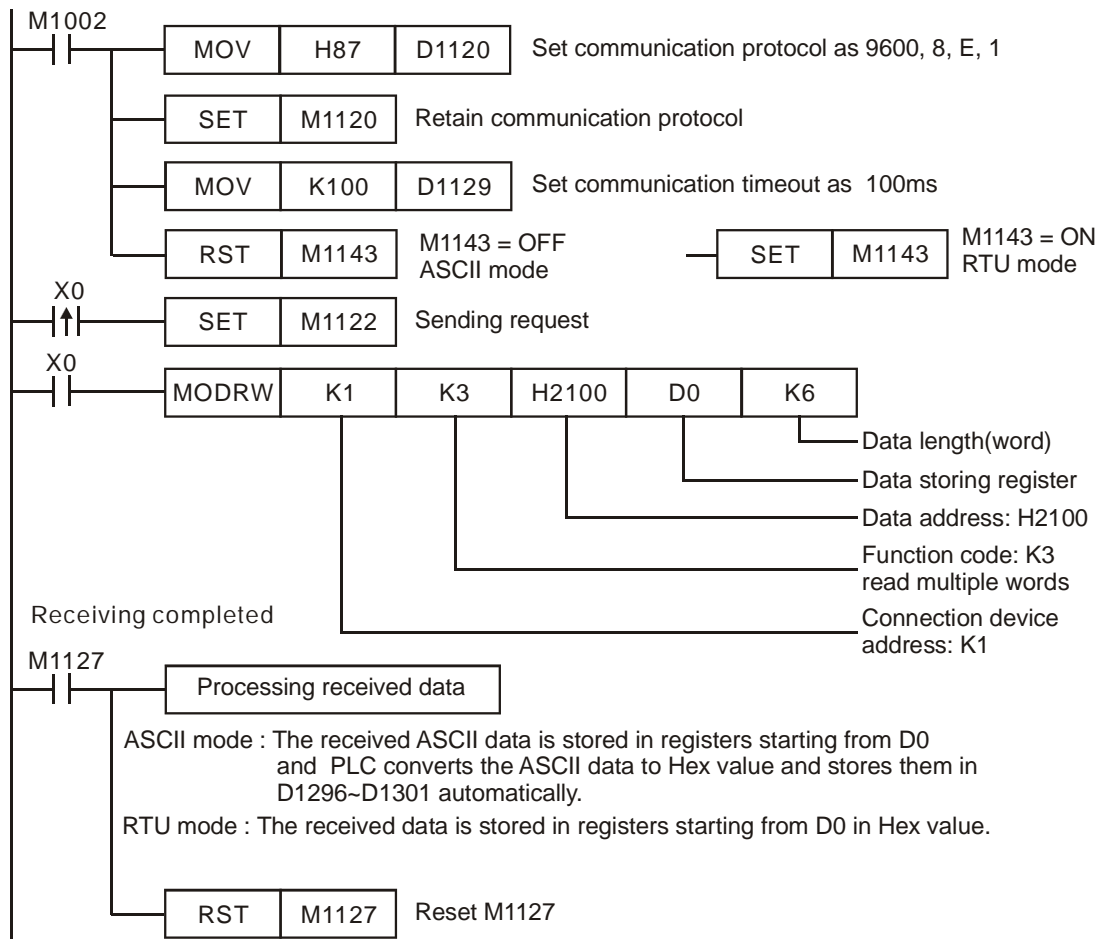 M1002
MOV H87 D1120 Set communication protocol as 9600, 8, E, 1
SET M1120 Retain communication protocol
MOV K100 D1129 Set communication timeout as 100ms
RST M1143 M1143 = OFF
ASCII mode
SET M1143 M1143 = ON
RTU mode
X0
SET M1122 Sending request
X0
MODRW K1 K3 H2100 D0 K6
Data length(word)
Data storing register
Data address: H2100
Function code: K3
read multiple words
Connection device
address: K1
Receiving completed
M1127
Processing received data
ASCII mode : The received ASCII data is stored in registers starting from D0
and PLC converts the ASCII data to Hex value and stores them in
D1296~D1301 automatically.
RTU mode : The received data is stored in registers starting from D0 in Hex value.
RST M1127 Reset M1127